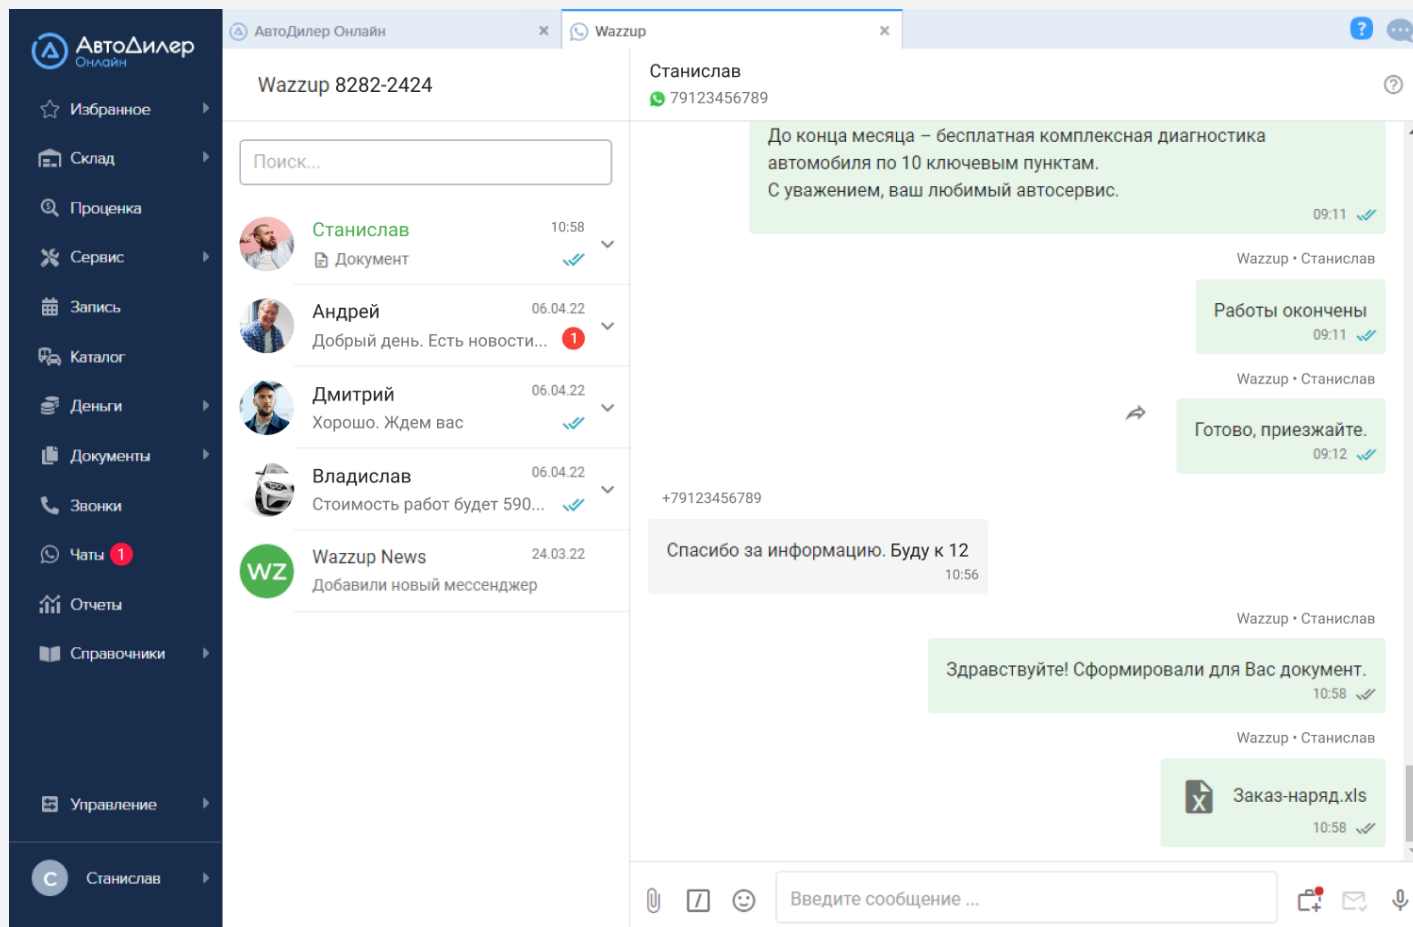 АвтоДилер
Онлайн
Избранное
Склад
Проценка
Сервис
Запись
Каталог
Деньги
Документы
Звонки
Чаты 1
Отчеты
Справочники
Управление
С Станислав
АвтоДилер Онлайн
Wazzup
?
Wazzup 8282-2424
Поиск...
Станислав 10:58
Документ
Андрей 06.04.22
Добрый день. Есть новости... 1
Дмитрий 06.04.22
Хорошо. Ждем вас
Владислав 06.04.22
Стоимость работ будет 590...
WZ
Wazzup News 24.03.22
Добавили новый мессенджер
Станислав
79123456789
?
До конца месяца – бесплатная комплексная диагностика
автомобиля по 10 ключевым пунктам.
С уважением, ваш любимый автосервис.
09:11
Wazzup • Станислав
Работы окончены
09:11
Wazzup • Станислав
Готово, приезжайте.
09:12
+79123456789
Спасибо за информацию. Буду к 12
10:56
Wazzup • Станислав
Здравствуйте! Сформировали для Вас документ.
10:58
Wazzup • Станислав
X Заказ-наряд.xls
10:58
Введите сообщение ...